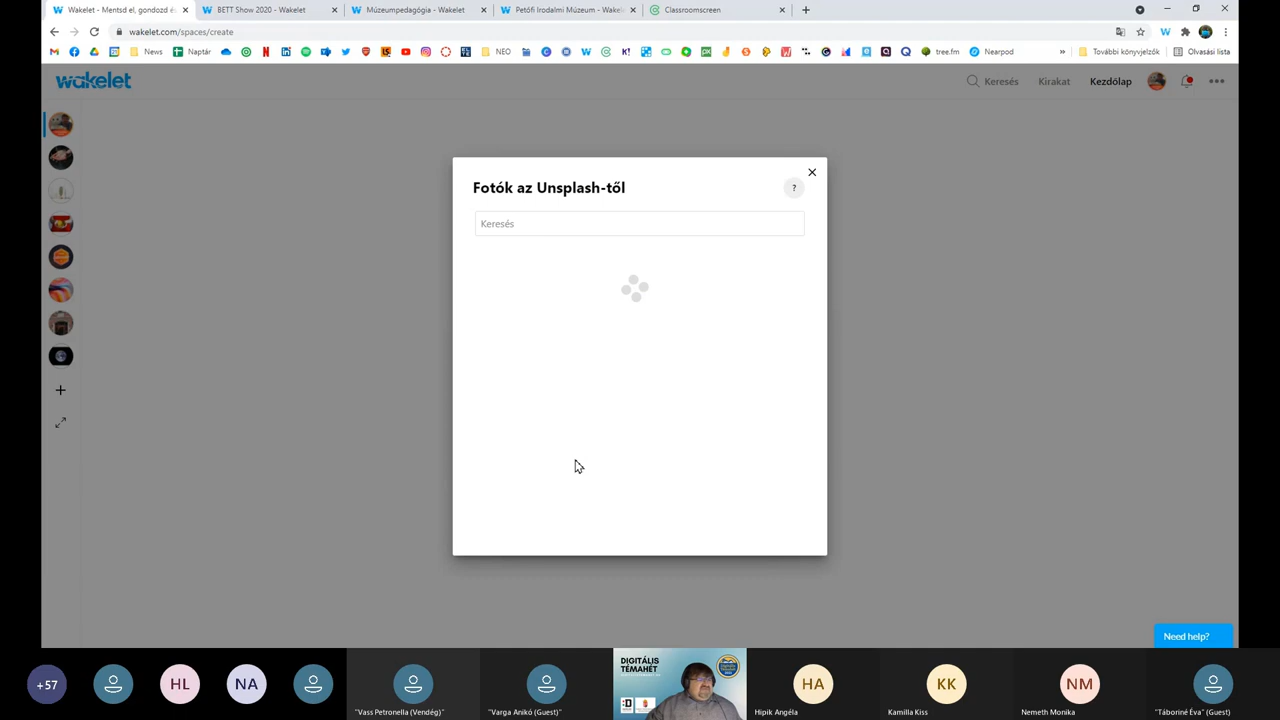 Wakelet - Mentsd el, gondozd és
BETT Show 2020 - Wakelet
Múzeumpedagógia - Wakelet
Petőfi Irodalmi Múzeum - Wakel
Classroomscreen
wakelet.com/spaces/create
News
Naptár
NEO
tree.fm
Nearpod
További könyvjelzők
Olvasási lista
wakelet
Keresés
Kirakat
Kezdőlap
Fotók az Unsplash-től
?
Keresés
Need help?
+57
HL
NA
"Vass Petronella (Vendég)"
"Varga Anikó (Guest)"
DIGITÁLIS
TÉMAHÉT
:D
HA
Hipik Angéla
KK
Kamilla Kiss
NM
Nemeth Monika
"Táboriné Éva" (Guest)